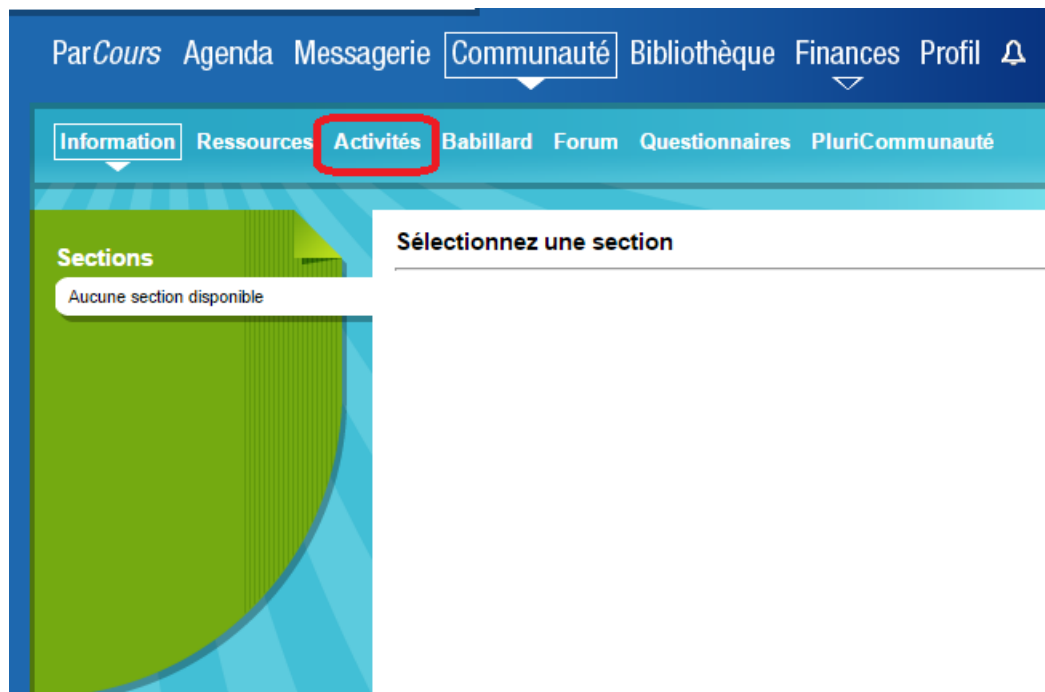 ParCours Agenda Messagerie Communauté Bibliothèque Finances Profil
Information Ressources Activités Babillard Forum Questionnaires PluriCommunauté
Sections
Aucune section disponible
Sélectionnez une section